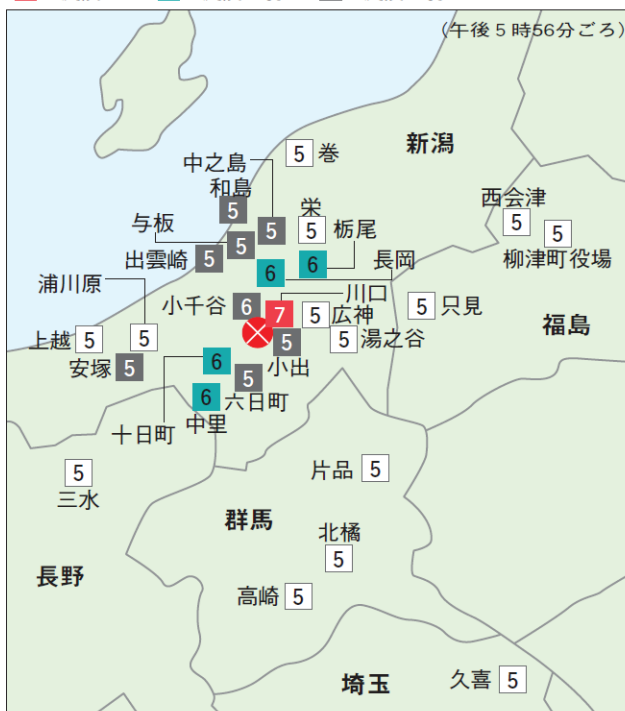 (午後５時56分ごろ)
新潟
5 巻
中之島
和島
5
5
栄
5
西会津
5
柳津町役場
5
与板
5
出雲崎
5
栃尾
6
長岡
6
浦川原
5
小千谷
6
川口
7
広神
5
只見
5
福島
上越 5
湯之谷
5
安塚 5
小出
5
十日町
6
六日町
5
中里
6
三水
5
片品 5
群馬
北橘
5
長野
高崎 5
埼玉
久喜 5